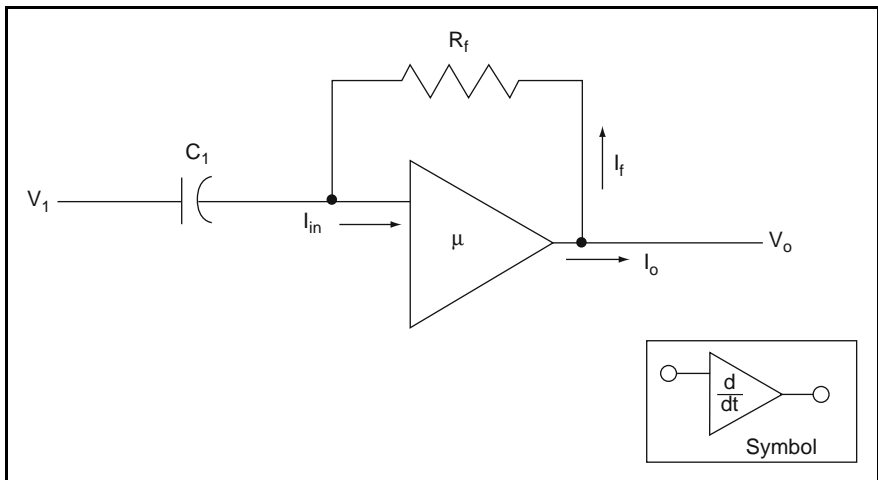 R_f
C_1
I_f
V_1
I_in
μ
V_o
I_o
d
dt
Symbol